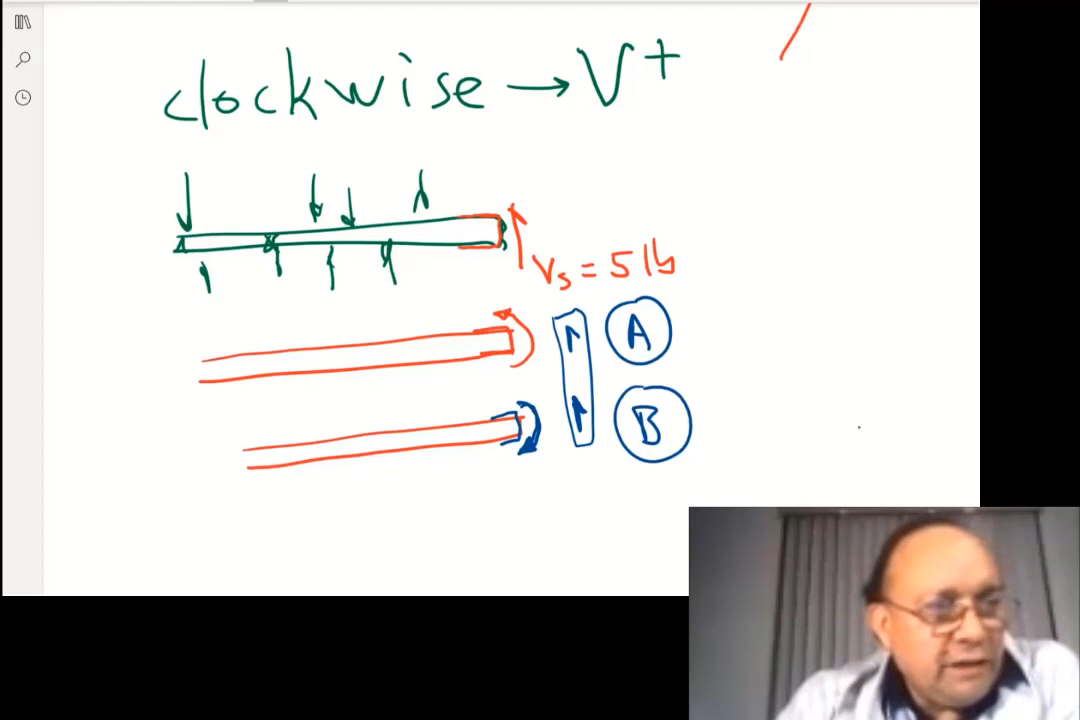 clockwise → V +
Vs = 5 lb
A
B